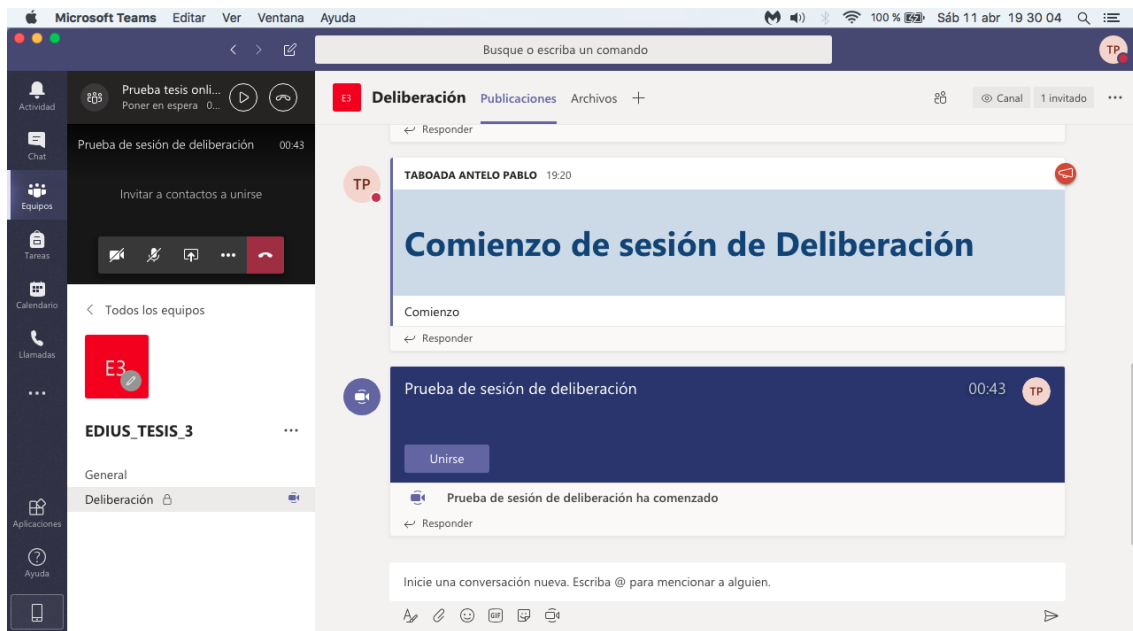 Microsoft Teams Editar Ver Ventana Ayuda 100 % Sáb 11 abr 19 30 04
Busque o escriba un comando
TP
Actividad
Chat
Equipos
Tareas
Calendario
Llamadas
Aplicaciones
Ayuda
Prueba tesis onli...
Poner en espera 0...
Prueba de sesión de deliberación 00:43
Invitar a contactos a unirse
Todos los equipos
E3
EDIUS_TESIS_3
General
Deliberación
E3 Deliberación Publicaciones Archivos Canal 1 invitado
Responder
TP
TABOADA ANTELO PABLO 19:20
Comienzo de sesión de Deliberación
Comienzo
Responder
Prueba de sesión de deliberación 00:43 TP
Unirse
Prueba de sesión de deliberación ha comenzado
Responder
Inicie una conversación nueva. Escriba @ para mencionar a alguien.
GIF